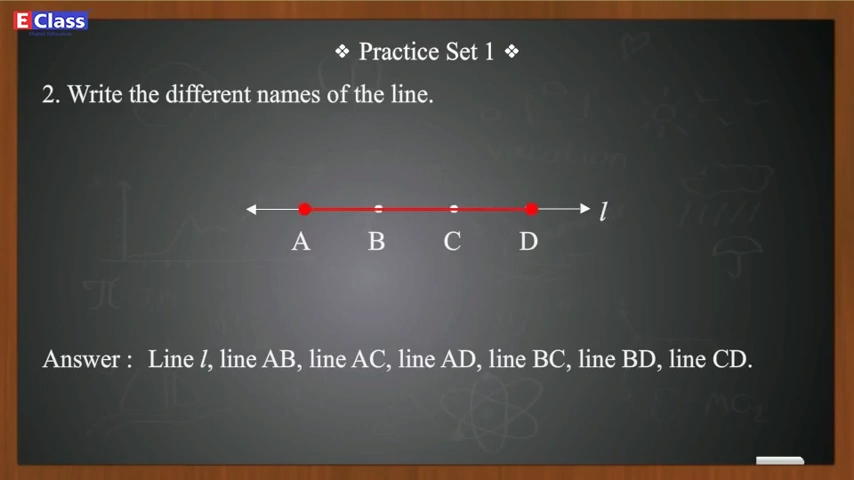 E Class
❖ Practice Set 1 ❖
2. Write the different names of the line.
l
A B C D
Answer : Line l, line AB, line AC, line AD, line BC, line BD, line CD.